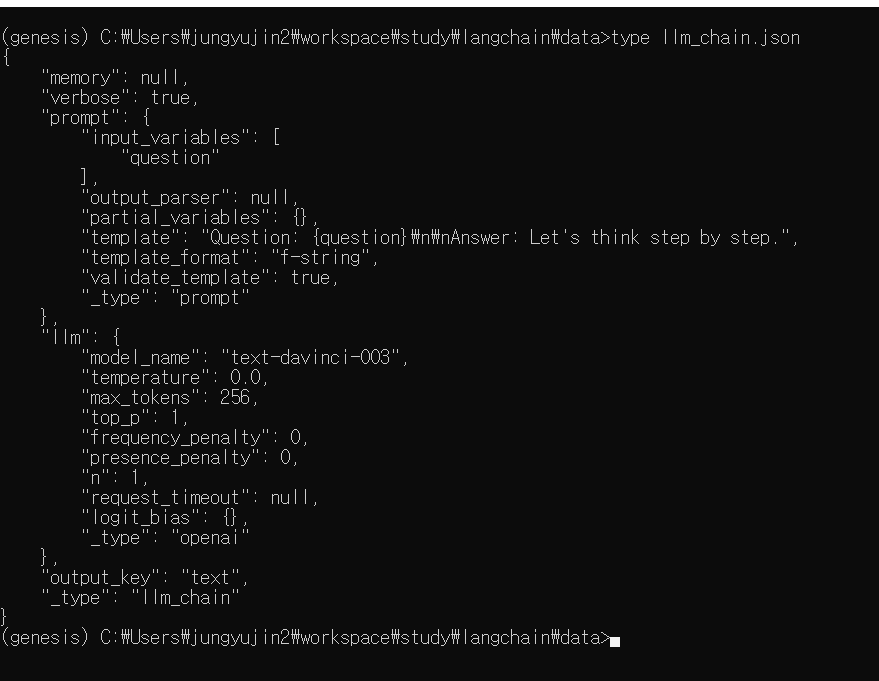 (genesis) C:₩Users₩jungyujin2₩workspace₩study₩langchain₩data>type llm_chain.json
{
    "memory": null,
    "verbose": true,
    "prompt": {
        "input_variables": [
            "question"
        ],
        "output_parser": null,
        "partial_variables": {},
        "template": "Question: {question}₩n₩nAnswer: Let's think step by step.",
        "template_format": "f-string",
        "validate_template": true,
        "_type": "prompt"
    },
    "llm": {
        "model_name": "text-davinci-003",
        "temperature": 0.0,
        "max_tokens": 256,
        "top_p": 1,
        "frequency_penalty": 0,
        "presence_penalty": 0,
        "n": 1,
        "request_timeout": null,
        "logit_bias": {},
        "_type": "openai"
    },
    "output_key": "text",
    "_type": "llm_chain"
}
(genesis) C:₩Users₩jungyujin2₩workspace₩study₩langchain₩data>